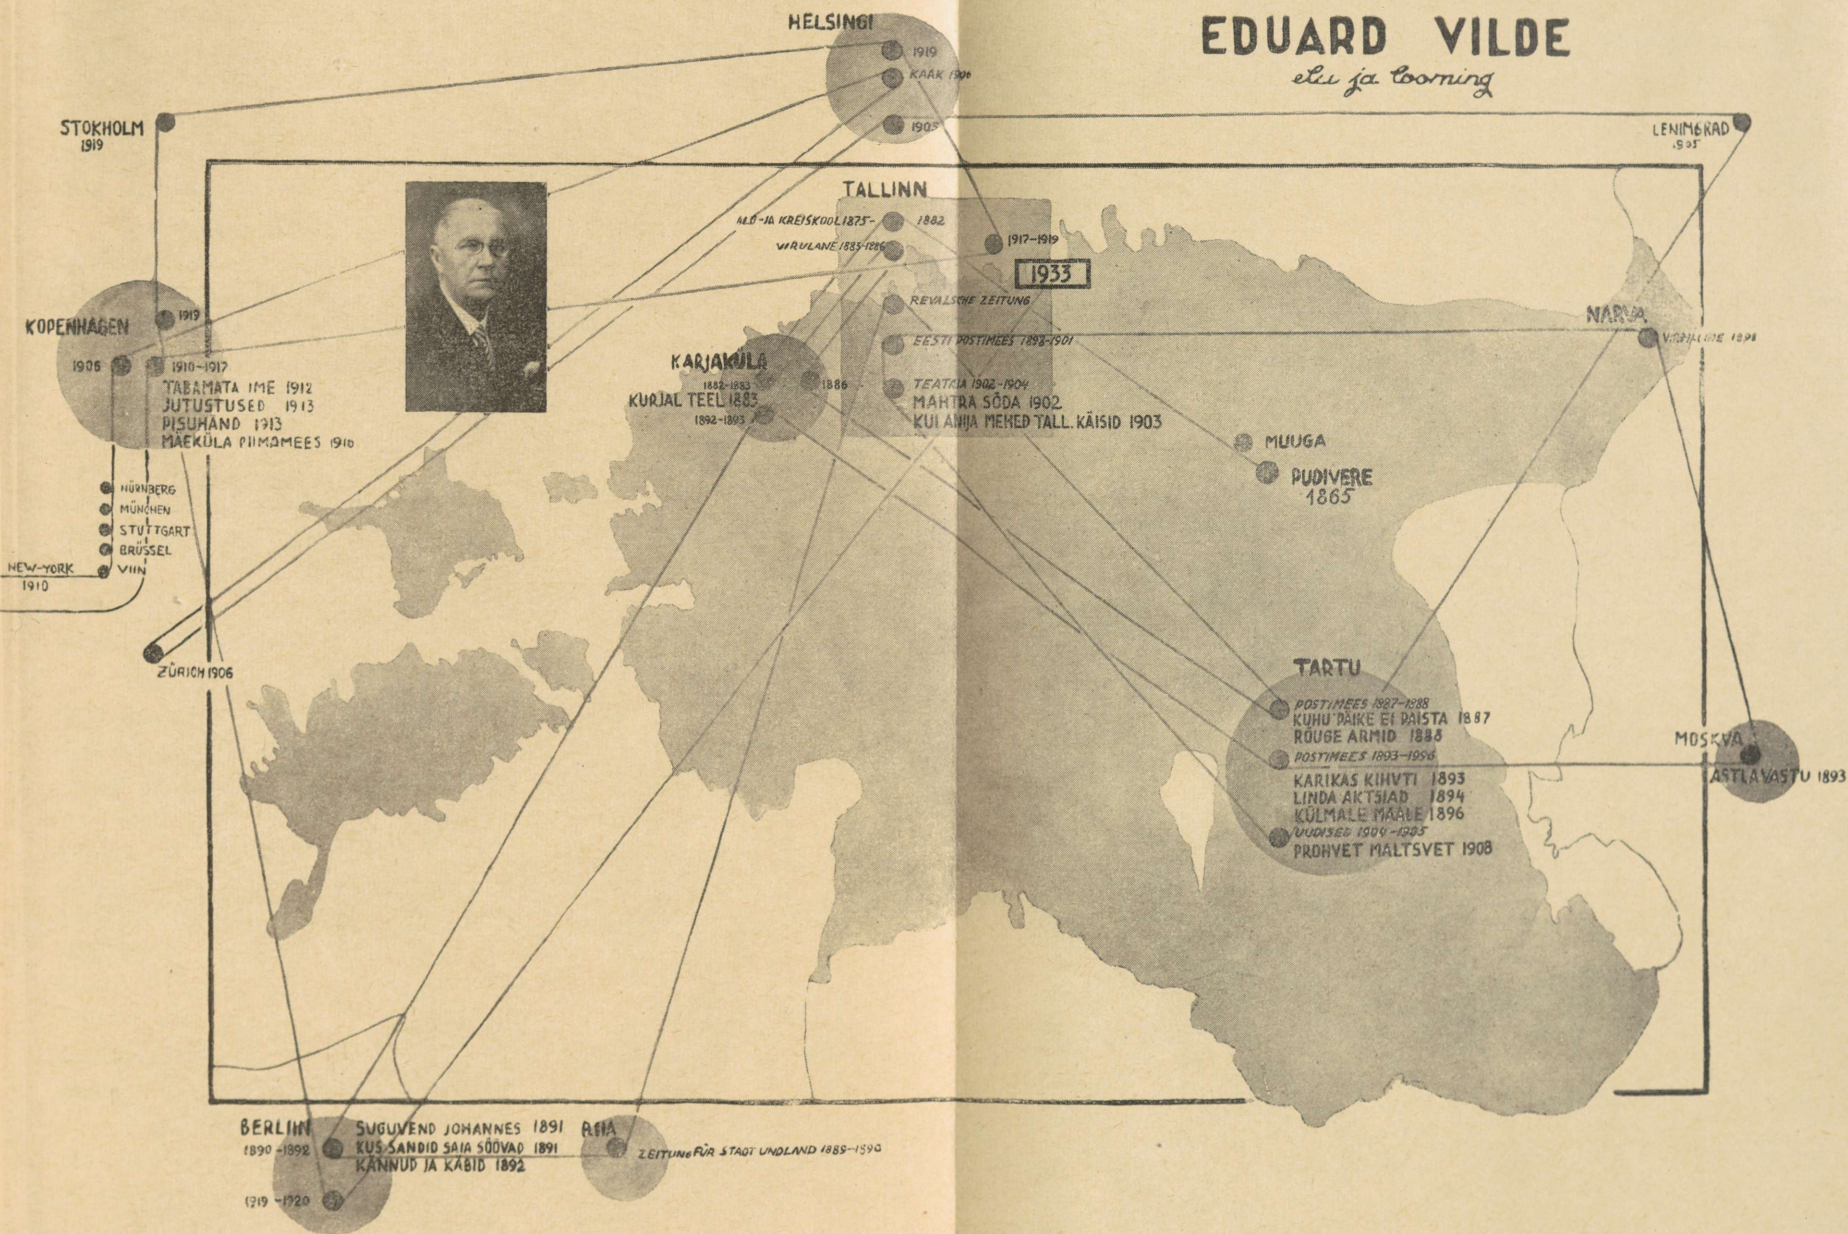 EDUARD VILDE
elu ja looming
HELSINGI
1919
KAAK 1906
1905
STOKHOLM
1919
LENINGRAD
1905
TALLINN
ALG-JA KREISKOOL 1875-
1882
VIRULANE 1883-1886
1917-1919
1933
REVALSCHE ZEITUNG
EESTI POSTIMEES 1898-1901
TEATAJA 1902-1904
MAHTRA SÕDA 1902
KUI ANIJA MEHED TALL. KÄISID 1903
NARVA
KOPENHAGEN
1919
1906
1910-1917
TABAMATA IME 1912
JUTUSTUSED 1913
PISUHÄND 1913
MÄEKÜLA PIIMAMEES 1916
KARJAKÜLA
1882-1883
KURJAL TEEL 1883
1892-1893
1886
MUUGA
PUDIVERE
1865
NÜRNBERG
MÜNCHEN
STUTTGART
BRÜSSEL
VIIN
NEW-YORK
1910
ZÜRICH 1906
TARTU
POSTIMEES 1887-1888
KUHU PÄIKE EI PAISTA 1887
RÖUGE ARMID 1888
POSTIMEES 1893-1896
KARIKAS KIHVTI 1893
LINDA AKTSIAD 1894
KÜLMALE MAALE 1896
UUDISED 1904-1905
PROHVET MALTSVET 1908
MOSKVA
ASTLA VASTU 1893
BERLIIN
1890-1892
SUGUVEND JOHANNES 1891
KUS SANDID SAIA SÖÖVAD 1891
KÄNNUD JA KÄBID 1892
1919-1920
RIIA
ZEITUNG FÜR STADT UND LAND 1889-1890